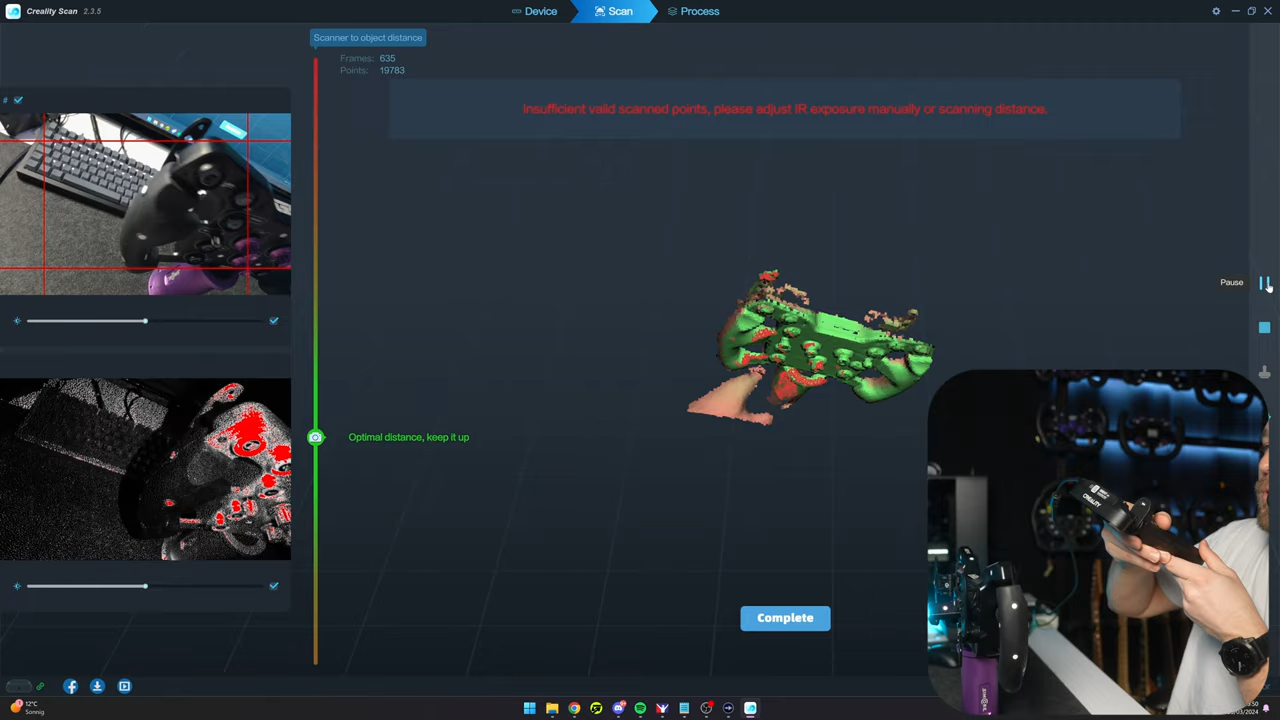 Creality Scan 2.3.5
Device
Scan
Process
Scanner to object distance
Frames: 635
Points: 19783
Insufficient valid scanned points, please adjust IR exposure manually or scanning distance.
#
Pause
Optimal distance, keep it up
CREALITY
Complete
12°C
Sonnig